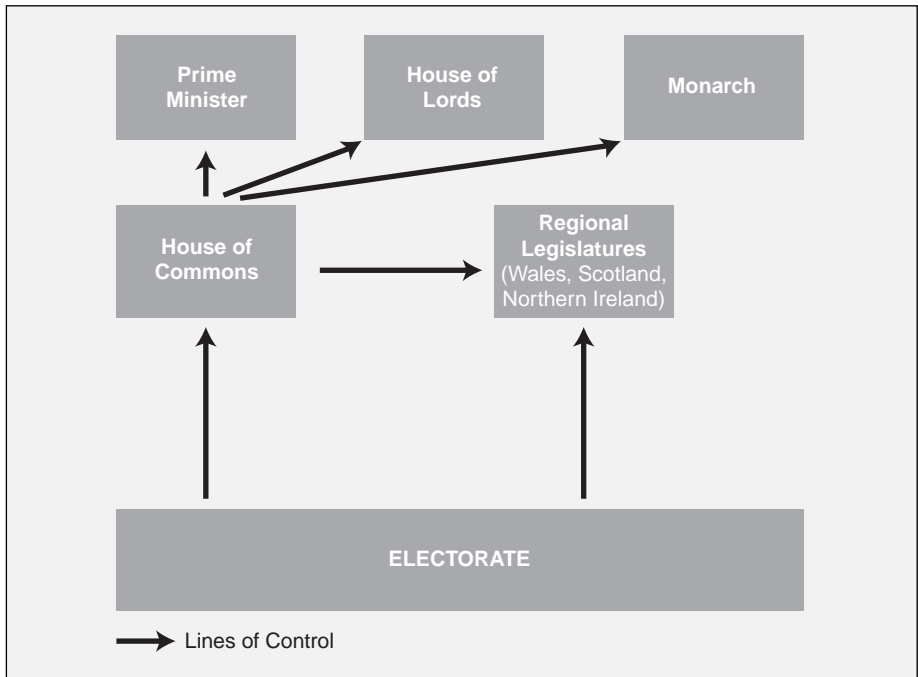 Prime
Minister
House of
Lords
Monarch
House of
Commons
Regional
Legislatures
(Wales, Scotland,
Northern Ireland)
ELECTORATE
Lines of Control